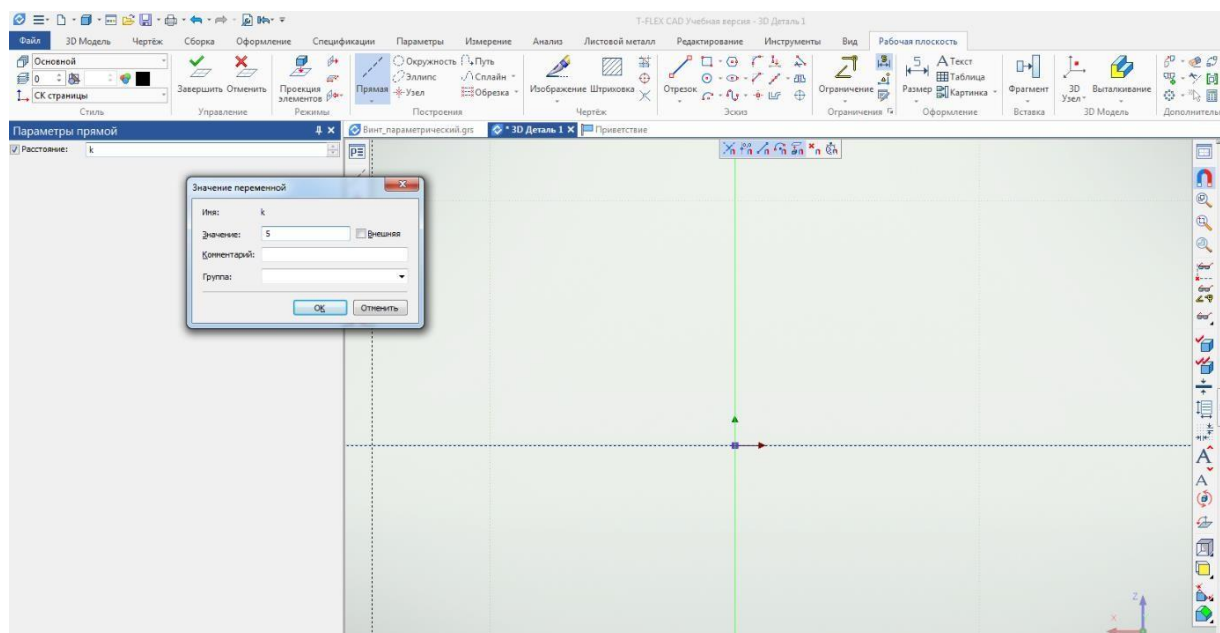 T-FLEX CAD Учебная версия - 3D Деталь 1
Файл 3D Модель Чертёж Сборка Оформление Спецификации Параметры Измерение Анализ Листовой металл Редактирование Инструменты Вид Рабочая плоскость
Основной
0
СК страницы
Стиль
Завершить Отменить
Управление
Проекция элементов
Режимы
Прямая
Окружность Путь
Эллипс Сплайн
Узел Обрезка
Построения
Изображение Штриховка
Чертёж
Отрезок
Эскиз
Ограничение
Ограничения
Размер
A Текст
Таблица
Картинка
Оформление
Фрагмент
Вставка
3D Узел
Выталкивание
3D Модель
Дополнитель
Параметры прямой
Винт_параметрический.grs * 3D Деталь 1 Приветствие
Расстояние: k
Значение переменной
Имя: k
Значение: 5 Внешняя
Комментарий:
Группа:
OK Отменить
Z
X